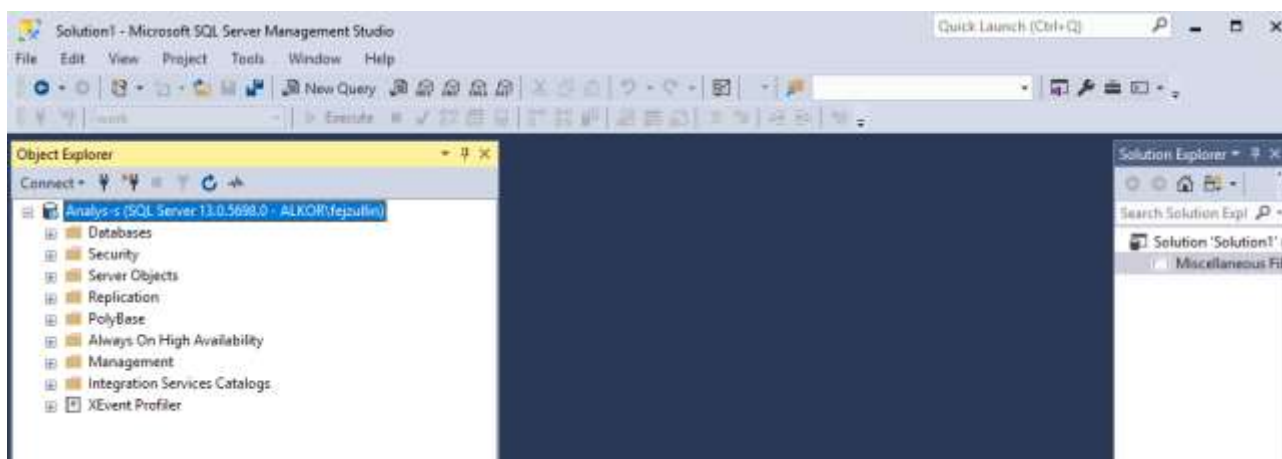 Solution1 - Microsoft SQL Server Management Studio
Quick Launch (Ctrl+Q)
File Edit View Project Tools Window Help
New Query
work
Execute
Object Explorer
Solution Explorer
Connect
Analys-s (SQL Server 13.0.5698.0 - ALKOR\fejzullin)
Search Solution Expl
Databases
Solution 'Solution1'
Security
Miscellaneous Fi
Server Objects
Replication
PolyBase
Always On High Availability
Management
Integration Services Catalogs
XEvent Profiler